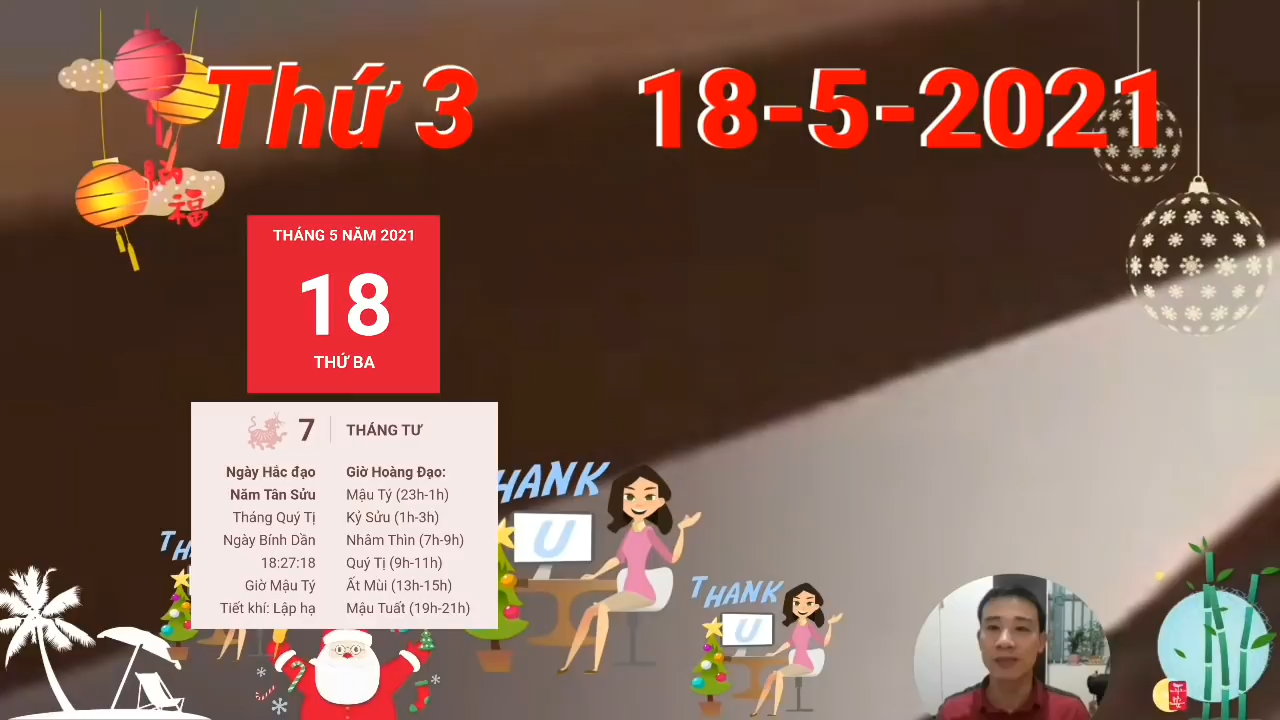 Thứ 3 18-5-2021
福
THÁNG 5 NĂM 2021
18
THỨ BA
7 THÁNG TƯ
Ngày Hắc đạo Giờ Hoàng Đạo:
Năm Tân Sửu Mậu Tý (23h-1h)
Tháng Quý Tị Kỷ Sửu (1h-3h)
Ngày Bính Dần Nhâm Thìn (7h-9h)
18:27:18 Quý Tị (9h-11h)
Giờ Mậu Tý Ất Mùi (13h-15h)
Tiết khí: Lập hạ Mậu Tuất (19h-21h)
THANK
U
THANK
U